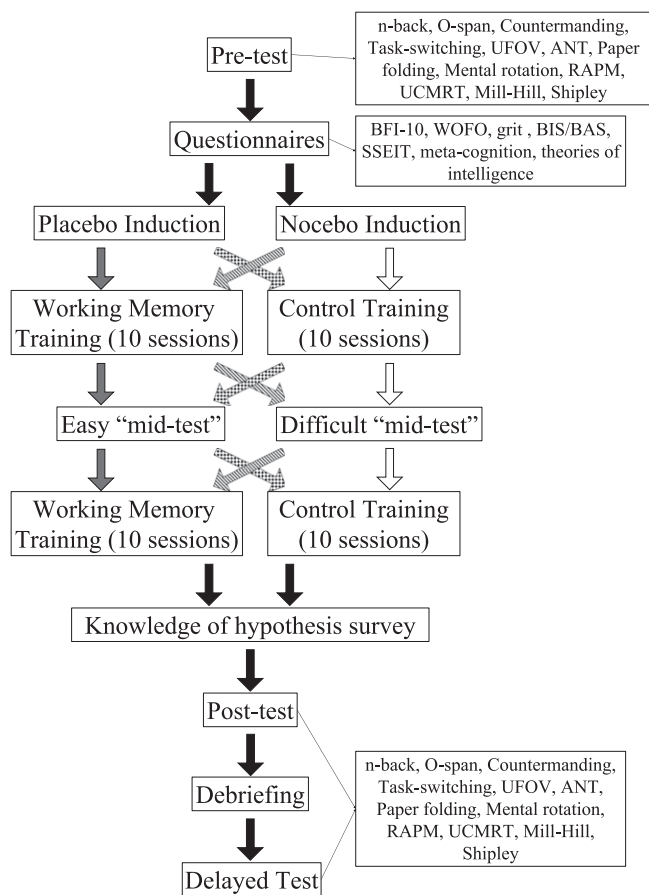 Pre-test
n-back, O-span, Countermanding,
Task-switching, UFOV, ANT, Paper
folding, Mental rotation, RAPM,
UCMRT, Mill-Hill, Shipley
Questionnaires
BFI-10, WOFO, grit , BIS/BAS,
SSEIT, meta-cognition, theories of
intelligence
Placebo Induction
Nocebo Induction
Working Memory
Training (10 sessions)
Control Training
(10 sessions)
Easy “mid-test”
Difficult “mid-test”
Working Memory
Training (10 sessions)
Control Training
(10 sessions)
Knowledge of hypothesis survey
Post-test
n-back, O-span, Countermanding,
Task-switching, UFOV, ANT,
Paper folding, Mental rotation,
RAPM, UCMRT, Mill-Hill,
Shipley
Debriefing
Delayed Test